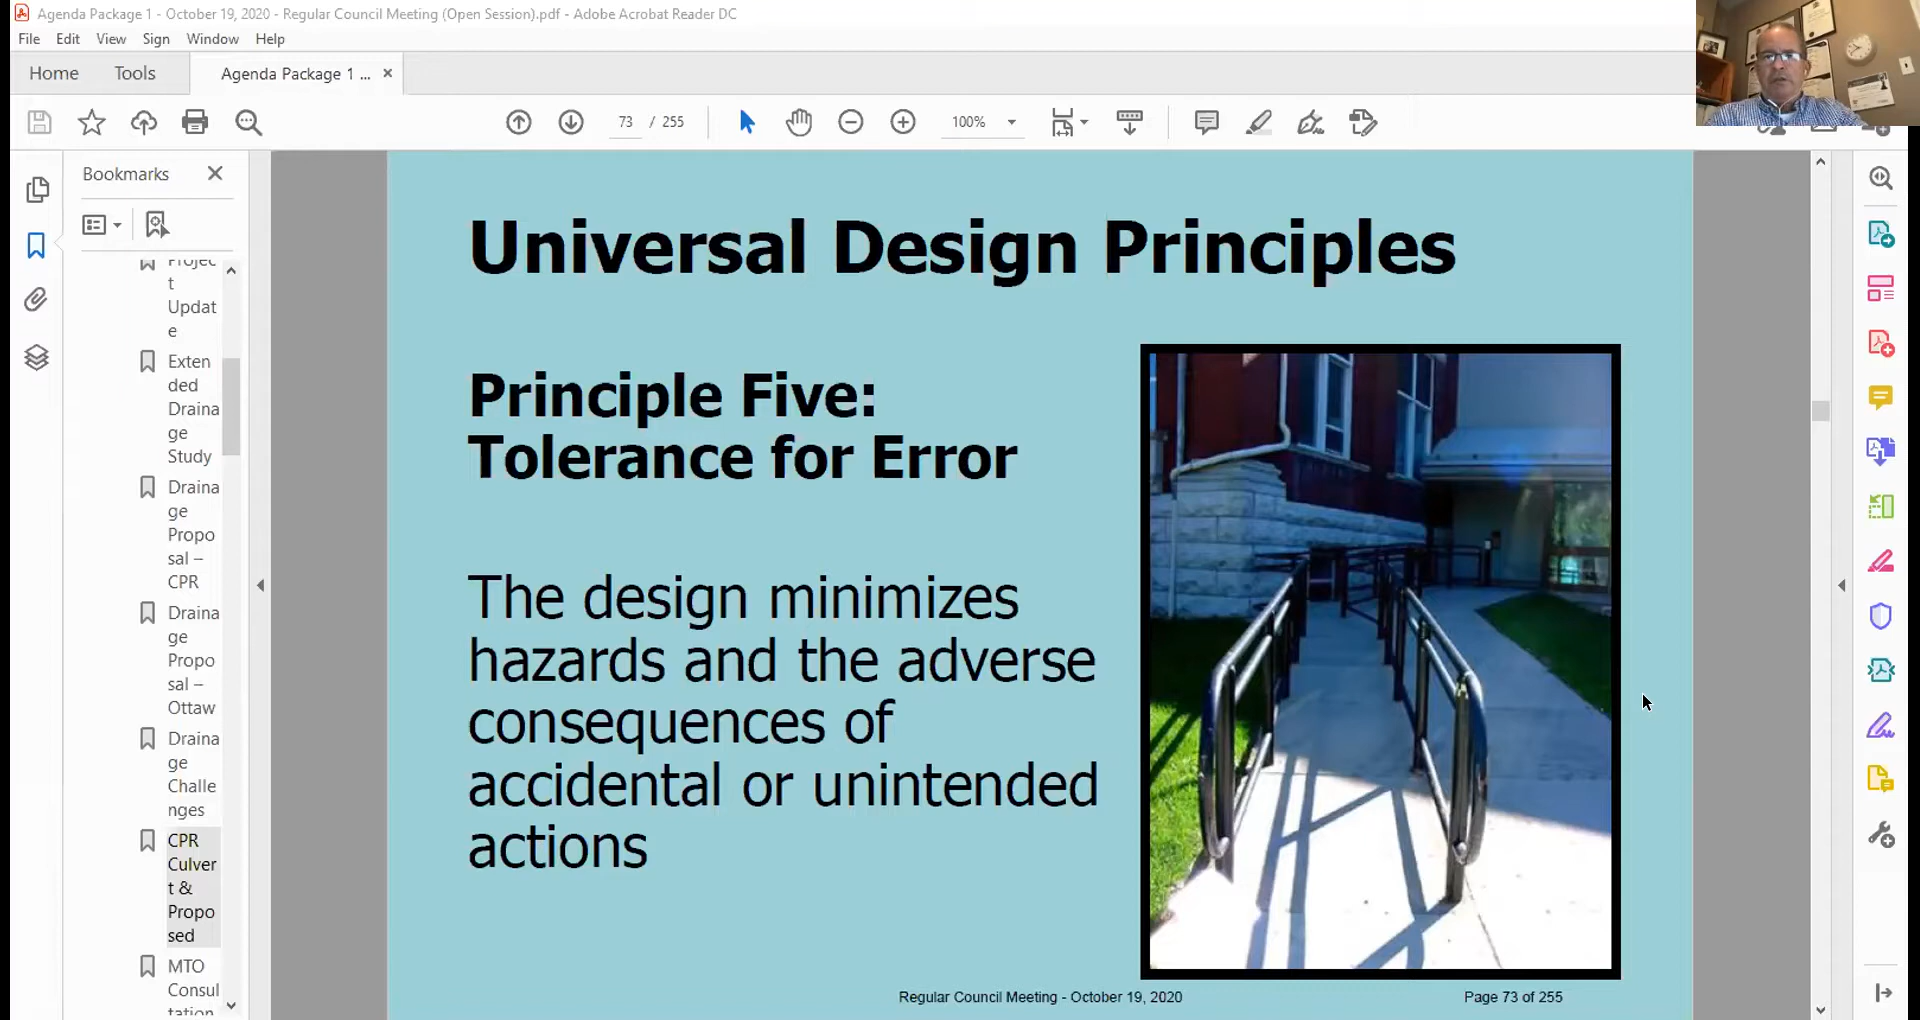 Agenda Package 1 - October 19, 2020 - Regular Council Meeting (Open Session).pdf - Adobe Acrobat Reader DC
File Edit View Sign Window Help
Home Tools Agenda Package 1 ... ×
73 / 255 100%
Bookmarks
Projec
t
Updat
e
Exten
ded
Draina
ge
Study
Draina
ge
Propo
sal –
CPR
Draina
ge
Propo
sal –
Ottaw
Draina
ge
Challe
nges
CPR
Culver
t &
Propo
sed
MTO
Consul
tation
Universal Design Principles
Principle Five:
Tolerance for Error
The design minimizes
hazards and the adverse
consequences of
accidental or unintended
actions
Regular Council Meeting - October 19, 2020 Page 73 of 255